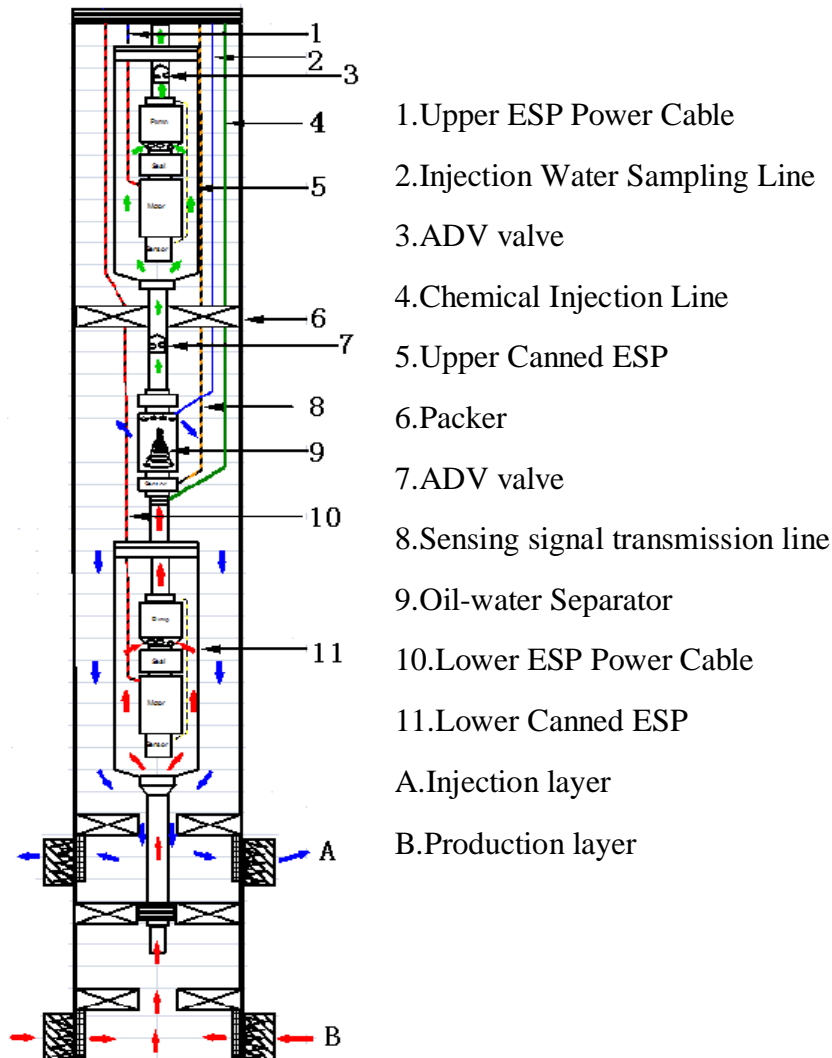 1
2
3
4
5
6
7
8
9
10
11
A
B
Pump
Seal
Motor
Sensor
Sensor
Pump
Seal
Motor
Sensor
1.Upper ESP Power Cable
2.Injection Water Sampling Line
3.ADV valve
4.Chemical Injection Line
5.Upper Canned ESP
6.Packer
7.ADV valve
8.Sensing signal transmission line
9.Oil-water Separator
10.Lower ESP Power Cable
11.Lower Canned ESP
A.Injection layer
B.Production layer